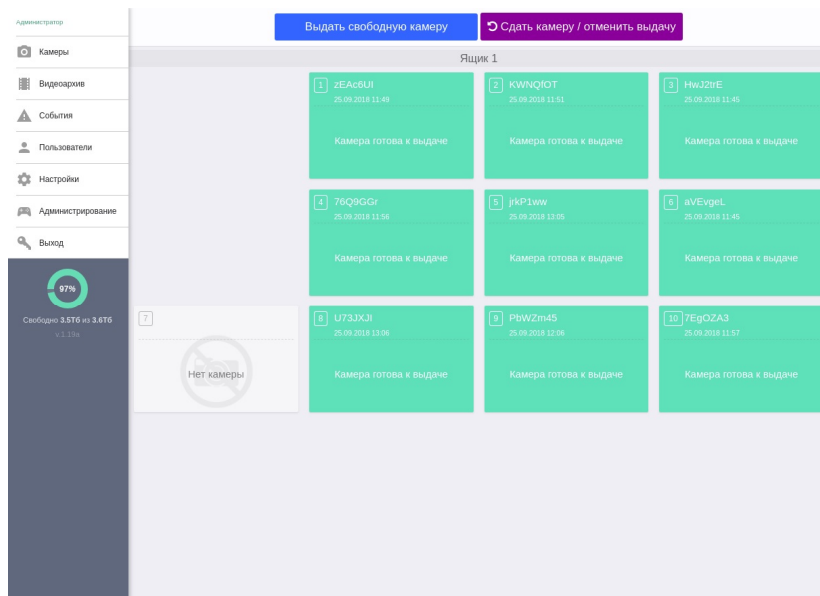 Администратор
Камеры
Видеоархив
События
Пользователи
Настройки
Администрирование
Выход
97%
Свободно 3.5Тб из 3.6Тб
v.1.19н
Выдать свободную камеру
Сдать камеру / отменить выдачу
Ящик 1
1 zEAc6UI
25.09.2018 11:49
Камера готова к выдаче
2 KWNQfOT
25.09.2018 11:51
Камера готова к выдаче
3 HwJ2trE
25.09.2018 11:45
Камера готова к выдаче
4 76Q9GGr
25.09.2018 11:56
Камера готова к выдаче
5 jrkP1ww
25.09.2018 13:05
Камера готова к выдаче
6 aVEvgeL
25.09.2018 11:45
Камера готова к выдаче
7
Нет камеры
8 U73JXJI
25.09.2018 13:06
Камера готова к выдаче
9 PbWZm45
25.09.2018 12:06
Камера готова к выдаче
10 7EgOZA3
25.09.2018 11:57
Камера готова к выдаче